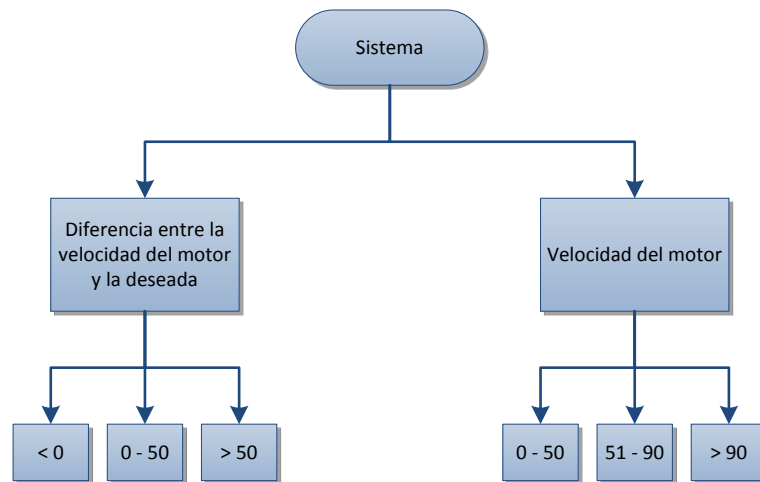 Sistema
Diferencia entre la
velocidad del motor
y la deseada
Velocidad del motor
< 0
0 - 50
> 50
0 - 50
51 - 90
> 90